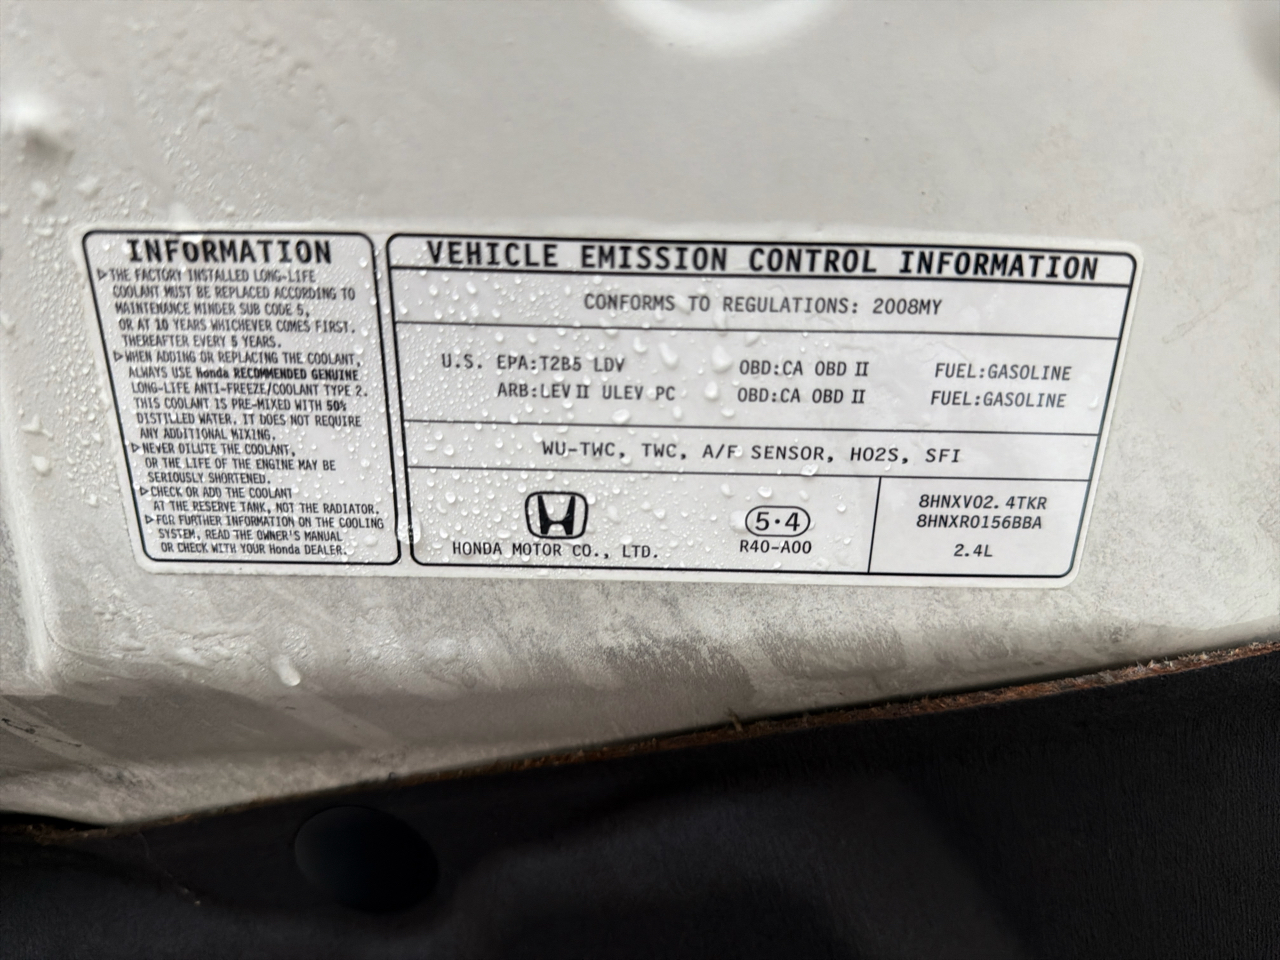 INFORMATION
▷THE FACTORY INSTALLED LONG-LIFE
COOLANT MUST BE REPLACED ACCORDING TO
MAINTENANCE MINDER SUB CODE 5,
OR AT 10 YEARS WHICHEVER COMES FIRST.
THEREAFTER EVERY 5 YEARS.
▷WHEN ADDING OR REPLACING THE COOLANT,
ALWAYS USE Honda RECOMMENDED GENUINE
LONG-LIFE ANTI-FREEZE/COOLANT TYPE 2.
THIS COOLANT IS PRE-MIXED WITH 50%
DISTILLED WATER. IT DOES NOT REQUIRE
ANY ADDITIONAL MIXING.
▷NEVER DILUTE THE COOLANT,
OR THE LIFE OF THE ENGINE MAY BE
SERIOUSLY SHORTENED.
▷CHECK OR ADD THE COOLANT
AT THE RESERVE TANK, NOT THE RADIATOR.
▷FOR FURTHER INFORMATION ON THE COOLING
SYSTEM, READ THE OWNER'S MANUAL
OR CHECK WITH YOUR Honda DEALER.
VEHICLE EMISSION CONTROL INFORMATION
CONFORMS TO REGULATIONS: 2008MY
U.S. EPA:T2B5 LDV OBD:CA OBD II FUEL:GASOLINE
ARB:LEV II ULEV PC OBD:CA OBD II FUEL:GASOLINE
WU-TWC, TWC, A/F SENSOR, HO2S, SFI
HONDA MOTOR CO., LTD.
5·4
R40-A00
8HNXV02.4TKR
8HNXR0156BBA
2.4L